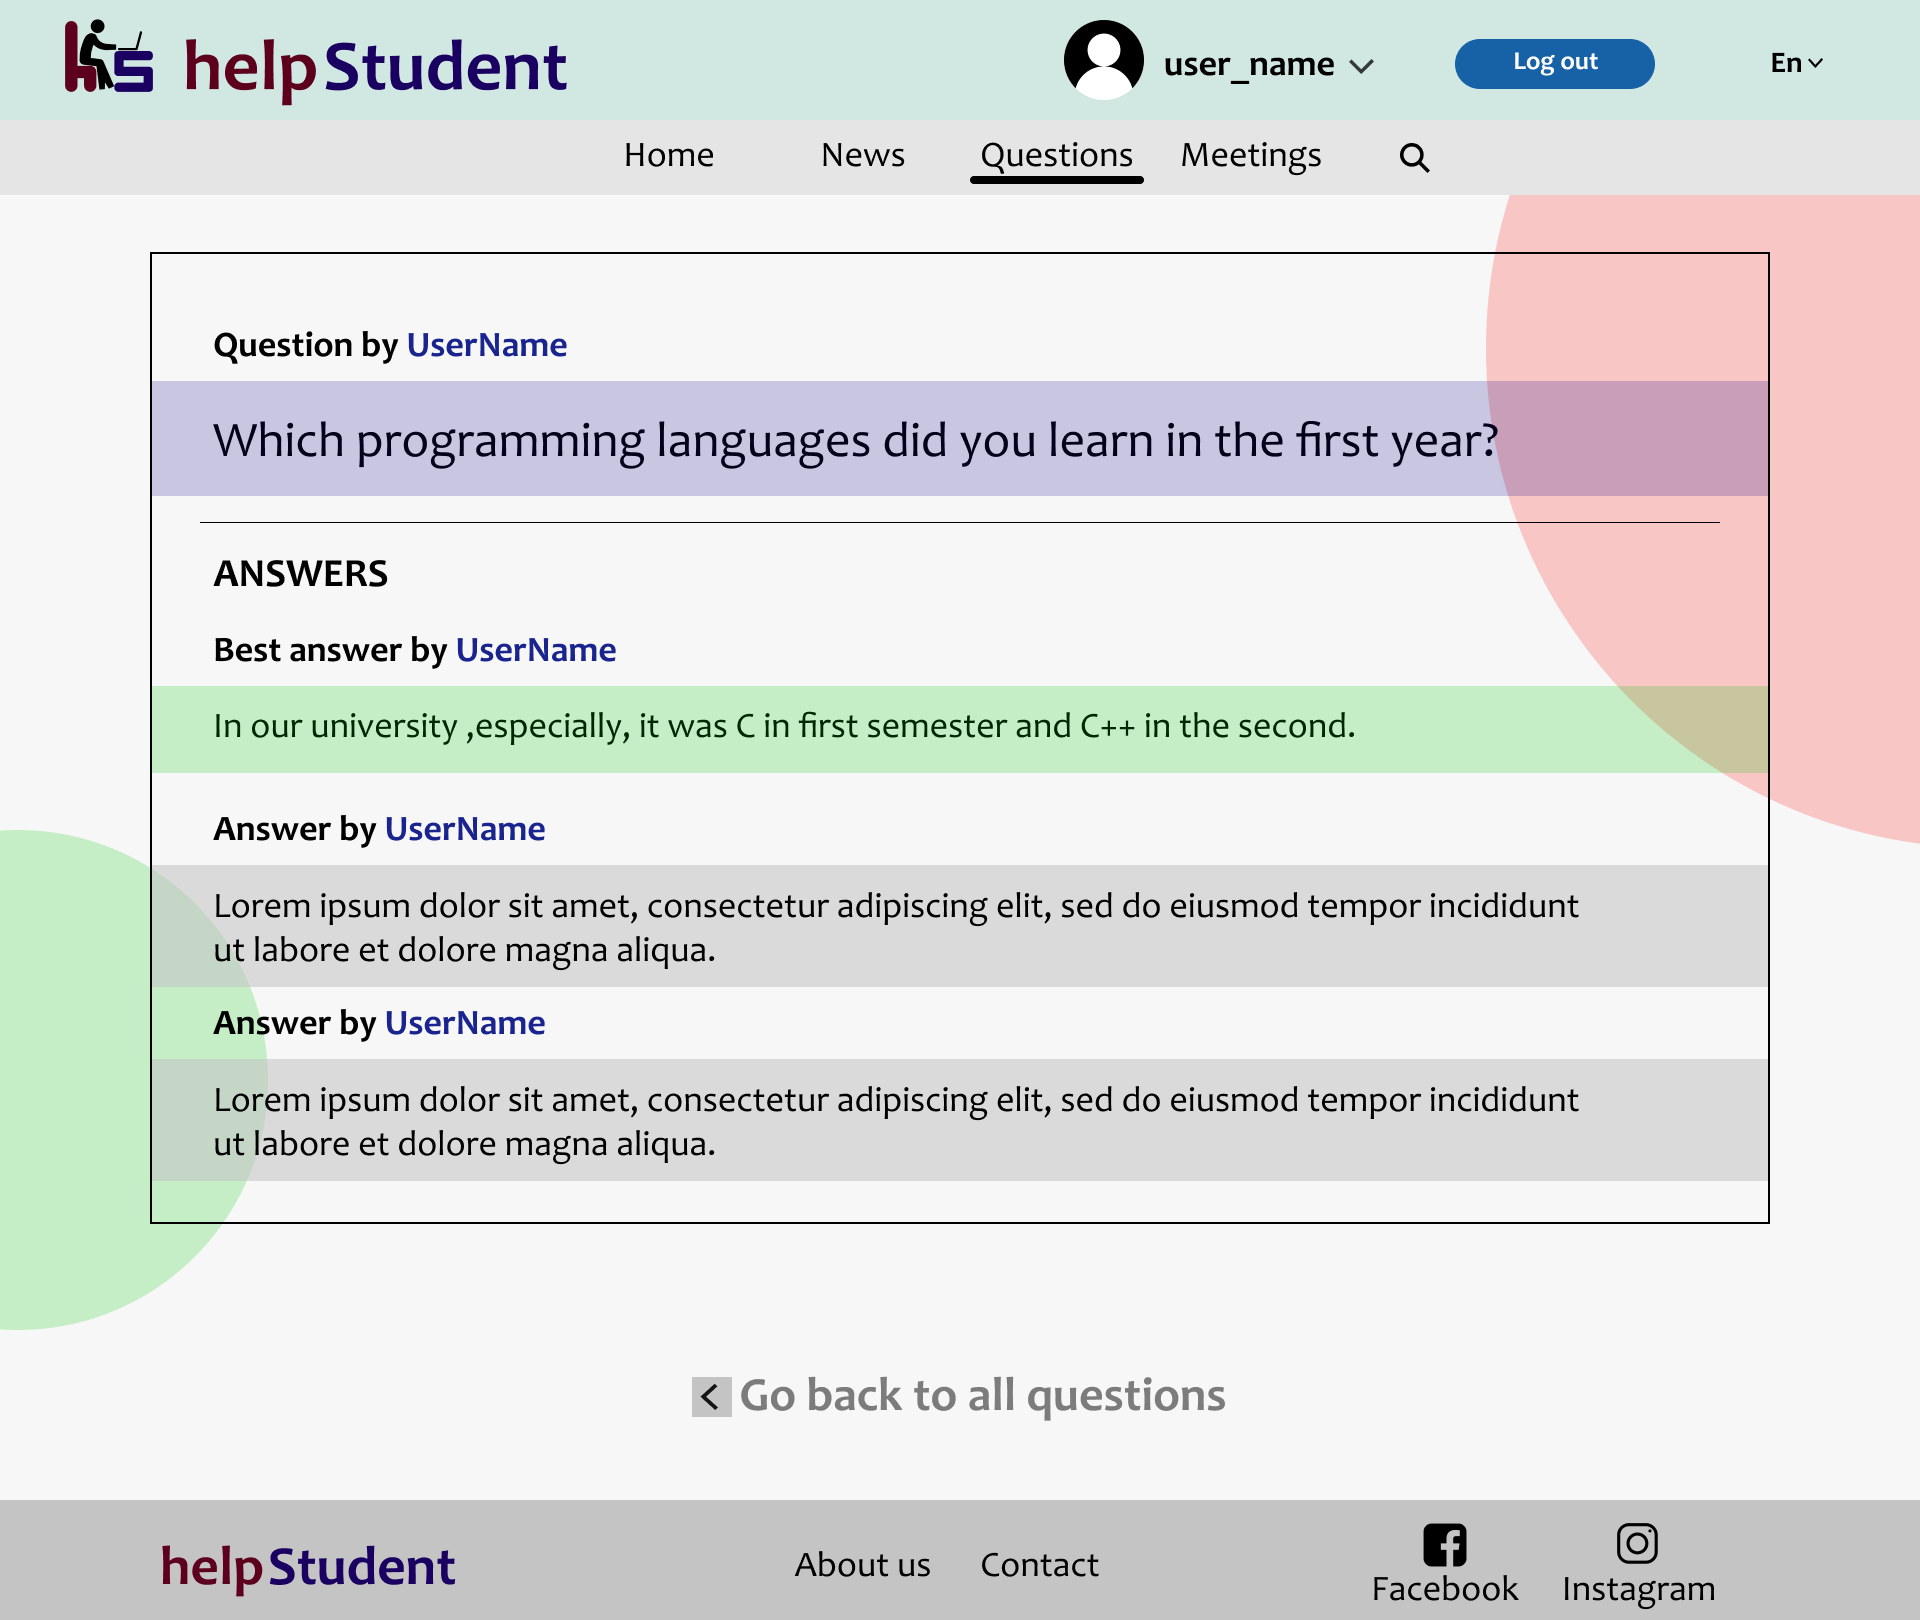 hs helpStudent
user_name
Log out
En
Home News Questions Meetings
Question by UserName
Which programming languages did you learn in the first year?
ANSWERS
Best answer by UserName
In our university ,especially, it was C in first semester and C++ in the second.
Answer by UserName
Lorem ipsum dolor sit amet, consectetur adipiscing elit, sed do eiusmod tempor incididunt
ut labore et dolore magna aliqua.
Answer by UserName
Lorem ipsum dolor sit amet, consectetur adipiscing elit, sed do eiusmod tempor incididunt
ut labore et dolore magna aliqua.
Go back to all questions
helpStudent
About us Contact
Facebook Instagram